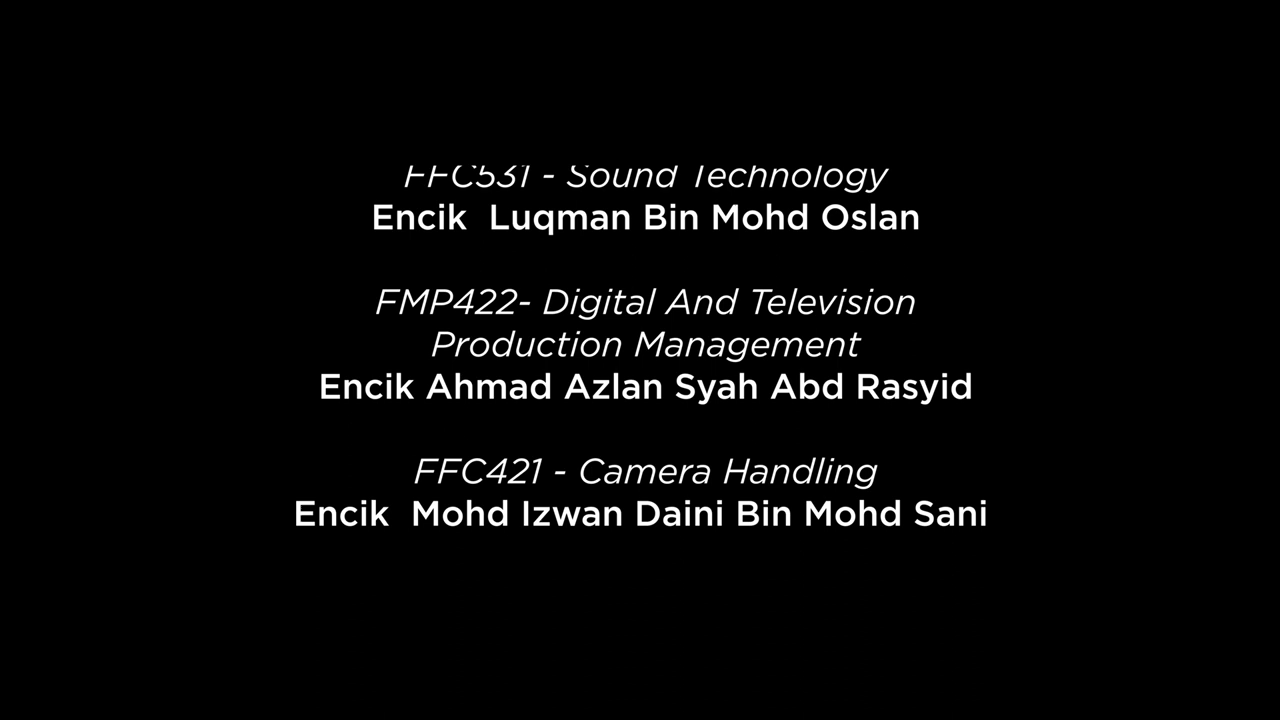 FFC531 - Sound Technology
Encik  Luqman Bin Mohd Oslan
FMP422- Digital And Television
Production Management
Encik Ahmad Azlan Syah Abd Rasyid
FFC421 - Camera Handling
Encik  Mohd Izwan Daini Bin Mohd Sani